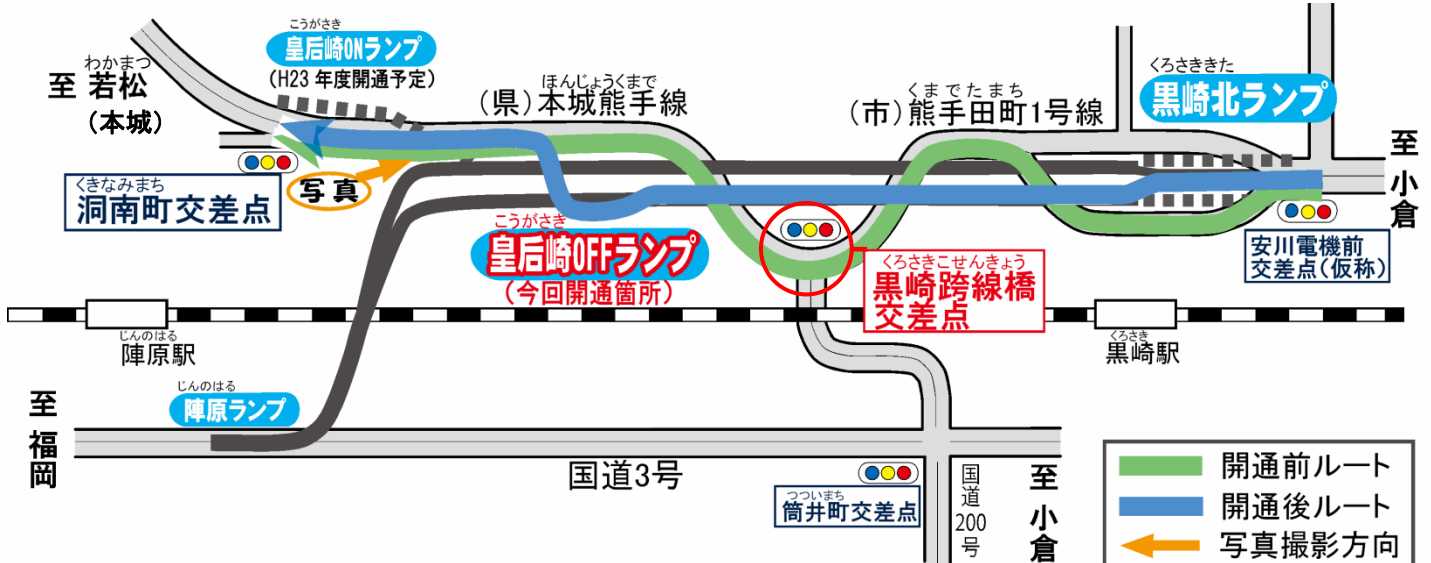 こうがさき
皇后崎ONランプ
(H23年度開通予定)
わかまつ
至 若松
(本城)
ほんじょうくまで
(県)本城熊手線
くまでたまち
(市)熊手田町1号線
くろさききた
黒崎北ランプ
至小倉
写真
くきなみまち
洞南町交差点
こうがさき
皇后崎OFFランプ
(今回開通箇所)
くろさきこせんきょう
黒崎跨線橋
交差点
安川電機前
交差点(仮称)
じんのはる
陣原駅
くろさき
黒崎駅
じんのはる
陣原ランプ
至福岡
国道3号
つついまち
筒井町交差点
国道200号
至小倉
開通前ルート
開通後ルート
写真撮影方向